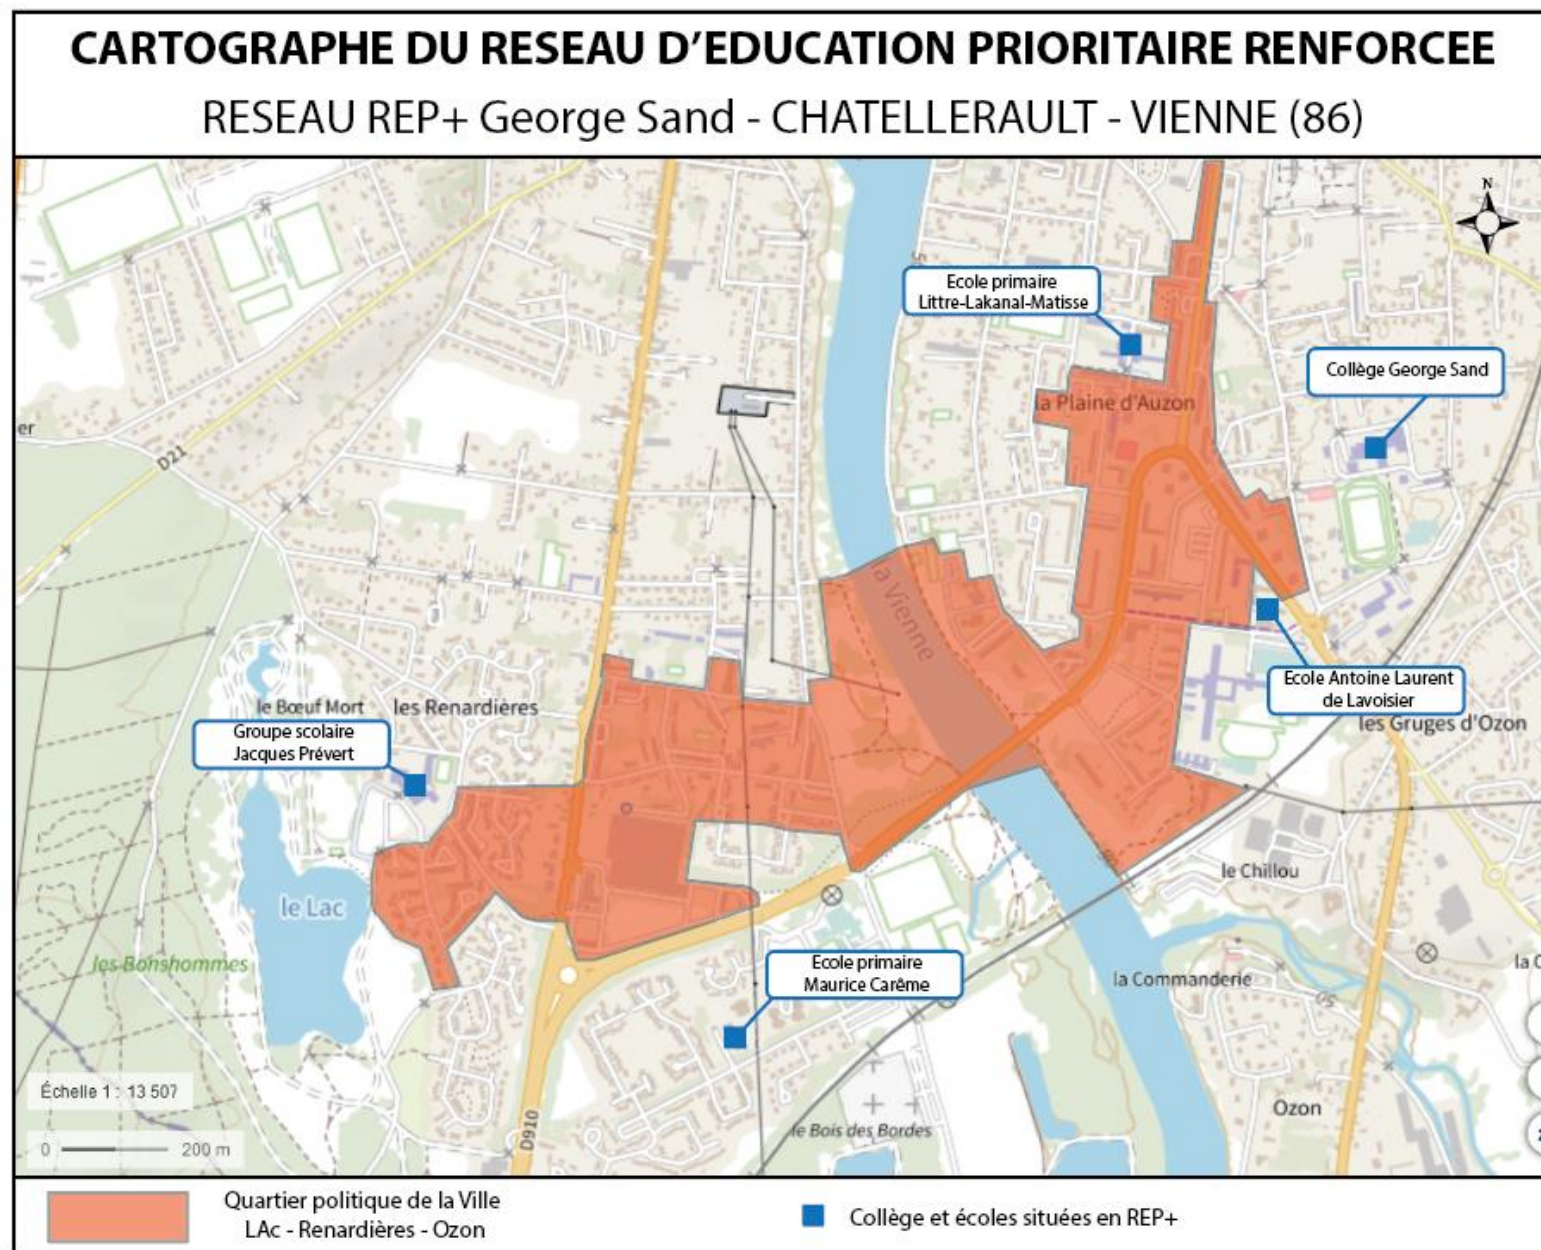 CARTOGRAPHE DU RESEAU D'EDUCATION PRIORITAIRE RENFORCEE
RESEAU REP+ George Sand - CHATELLERAULT - VIENNE (86)
N
Ecole primaire
Littre-Lakanal-Matisse
Collège George Sand
la Plaine d'Auzon
er
D21
la Vienne
Ecole Antoine Laurent
de Lavoisier
les Gruges d'Ozon
le Bœuf Mort
les Renardières
Groupe scolaire
Jacques Prévert
le Chillou
le Lac
les Bonshommes
Ecole primaire
Maurice Carême
la Commanderie
la C
50
Échelle 1 : 13 507
0 200 m
D910
le Bois des Bordes
Ozon
Quartier politique de la Ville
LAc - Renardières - Ozon
Collège et écoles situées en REP+